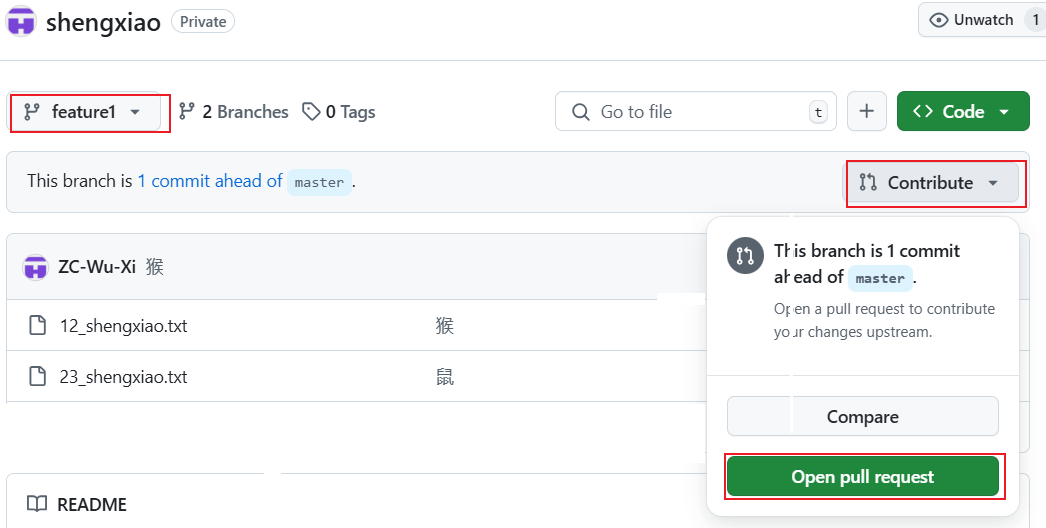 shengxiao Private Unwatch 1
feature1 2 Branches 0 Tags Go to file t Code
This branch is 1 commit ahead of master . Contribute
This branch is 1 commit
ahead of master .
Open a pull request to contribute
your changes upstream.
Compare
Open pull request
ZC-Wu-Xi 猴
12_shengxiao.txt 猴
23_shengxiao.txt 鼠
README